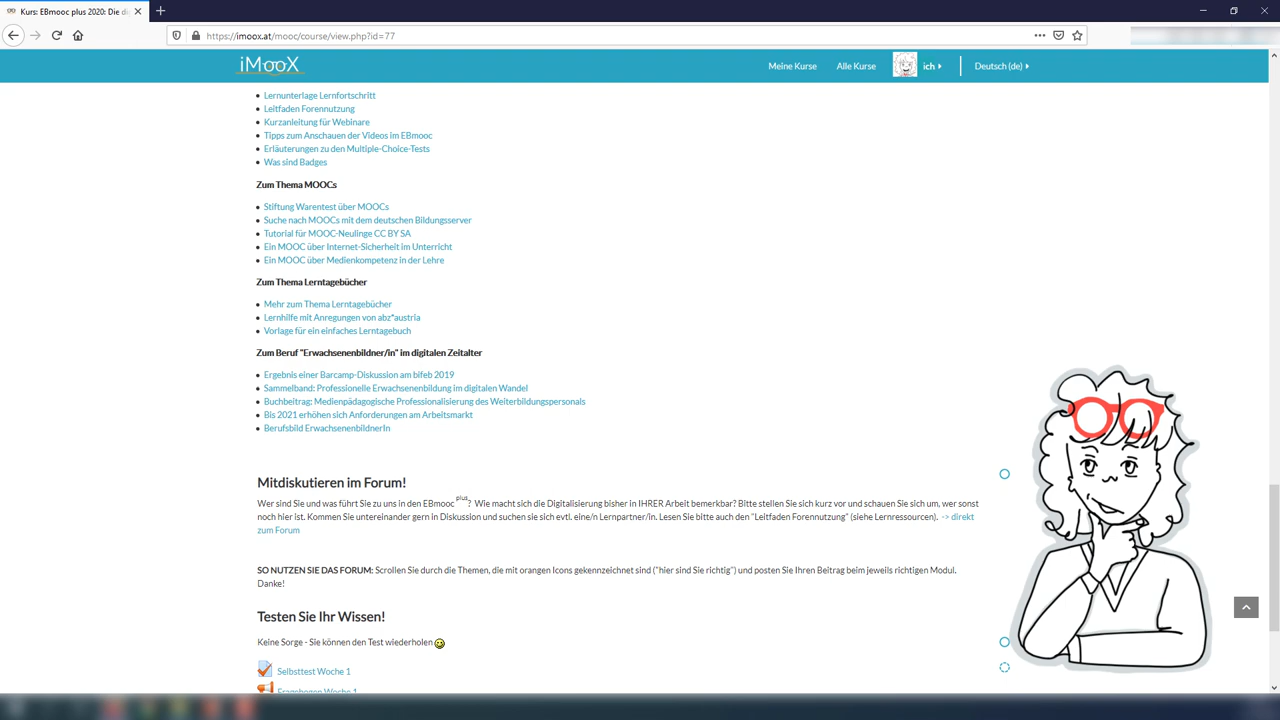 Kurs: EBmooc plus 2020: Die di
https://imoox.at/mooc/course/view.php?id=77
iMooX
Meine Kurse
Alle Kurse
ich
Deutsch (de)
Lernunterlage Lernfortschritt
Leitfaden Forennutzung
Kurzanleitung für Webinare
Tipps zum Anschauen der Videos im EBmooc
Erläuterungen zu den Multiple-Choice-Tests
Was sind Badges
Zum Thema MOOCs
Stiftung Warentest über MOOCs
Suche nach MOOCs mit dem deutschen Bildungsserver
Tutorial für MOOC-Neulinge CC BY SA
Ein MOOC über Internet-Sicherheit im Unterricht
Ein MOOC über Medienkompetenz in der Lehre
Zum Thema Lerntagebücher
Mehr zum Thema Lerntagebücher
Lernhilfe mit Anregungen von abz*austria
Vorlage für ein einfaches Lerntagebuch
Zum Beruf "Erwachsenenbildner/in" im digitalen Zeitalter
Ergebnis einer Barcamp-Diskussion am bifeb 2019
Sammelband: Professionelle Erwachsenenbildung im digitalen Wandel
Buchbeitrag: Medienpädagogische Professionalisierung des Weiterbildungspersonals
Bis 2021 erhöhen sich Anforderungen am Arbeitsmarkt
Berufsbild ErwachsenenbildnerIn
Mitdiskutieren im Forum!
Wer sind Sie und was führt Sie zu uns in den EBmooc plus? Wie macht sich die Digitalisierung bisher in IHRER Arbeit bemerkbar? Bitte stellen Sie sich kurz vor und schauen Sie sich um, wer sonst
noch hier ist. Kommen Sie untereinander gern in Diskussion und suchen sie sich evtl. eine/n Lernpartner/in. Lesen Sie bitte auch den "Leitfaden Forennutzung" (siehe Lernressourcen). -> direkt
zum Forum
SO NUTZEN SIE DAS FORUM: Scrollen Sie durch die Themen, die mit orangen Icons gekennzeichnet sind ("hier sind Sie richtig") und posten Sie Ihren Beitrag beim jeweils richtigen Modul.
Danke!
Testen Sie Ihr Wissen!
Keine Sorge - Sie können den Test wiederholen
Selbsttest Woche 1
Fragebogen Woche 1